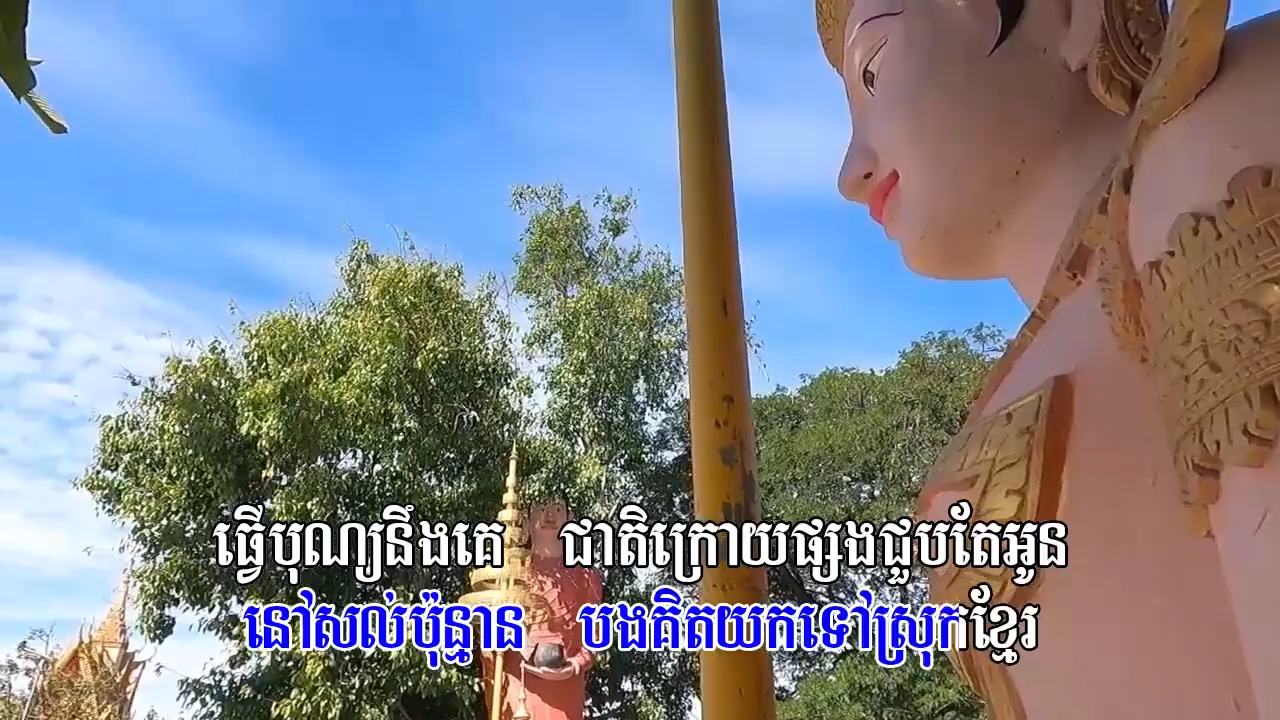 ធ្វើបុណ្យនឹងគេ ជាតិក្រោយផ្សងជួបតែអូន
នៅសល់ប៉ុន្មាន បងគិតយកទៅស្រុកខ្មែរ